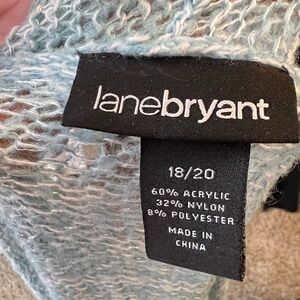 lanebryant
18/20
60% ACRYLIC
32% NYLON
8% POLYESTER
MADE IN
CHINA